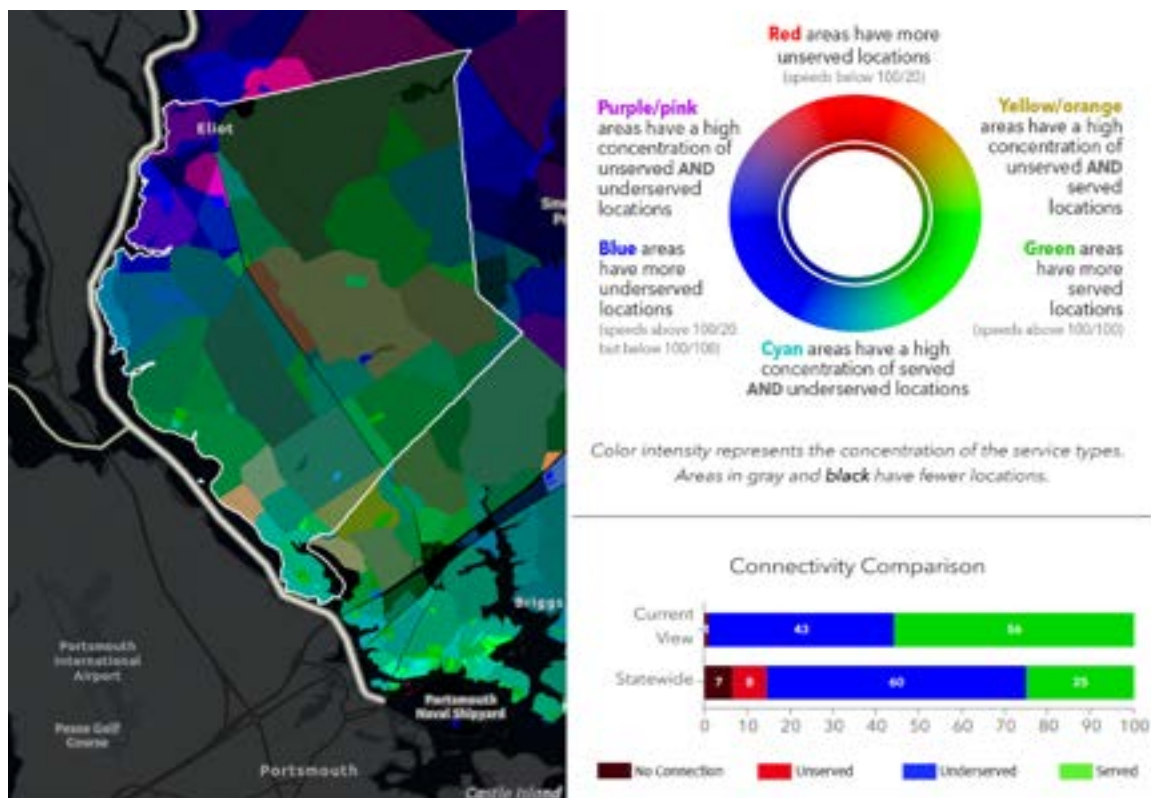 Eliot
Portsmouth
International
Airport
Pease Golf
Course
Portsmouth
Portsmouth
Naval Shipyard
Briggs
Castle Island
Red areas have more
unserved locations
(speeds below 100/20)
Purple/pink
areas have a high
concentration of
unserved AND
underserved
locations
Yellow/orange
areas have a high
concentration of
unserved AND
served
locations
Blue areas
have more
underserved
locations
(speeds above 100/20
but below 100/100)
Green areas
have more
served
locations
(speeds above 100/100)
Cyan areas have a high
concentration of served
AND underserved locations
Color intensity represents the concentration of the service types.
Areas in gray and black have fewer locations.
Connectivity Comparison
Current
View
43
56
Statewide
7
8
60
25
0 10 20 30 40 50 60 70 80 90 100
No Connection Unserved Underserved Served